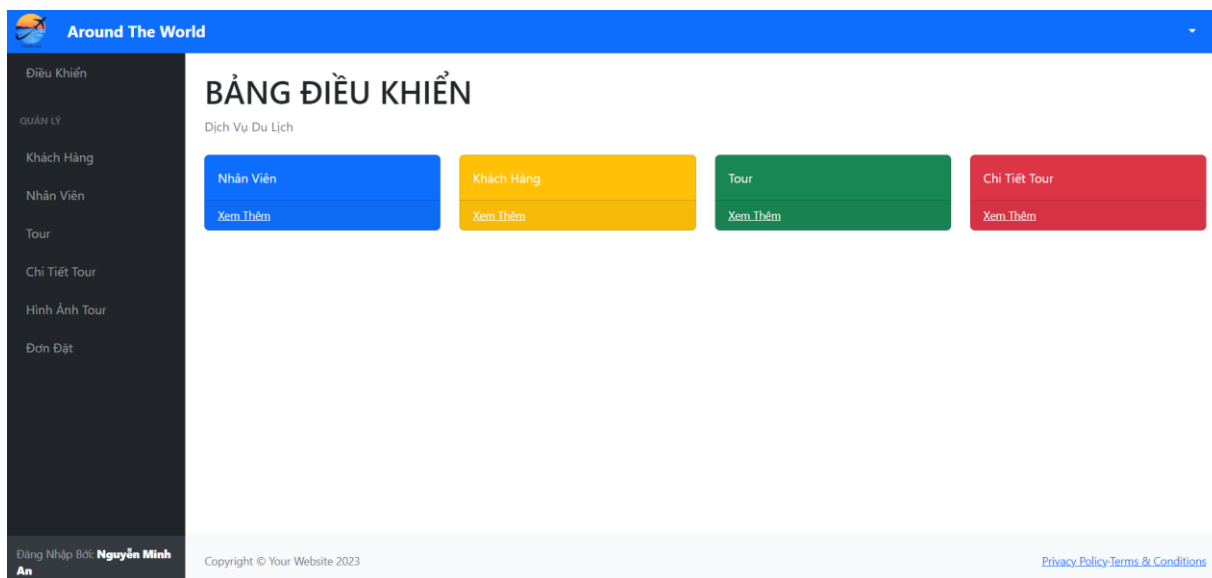 Around The World
Điều Khiển
QUẢN LÝ
Khách Hàng
Nhân Viên
Tour
Chi Tiết Tour
Hình Ảnh Tour
Đơn Đặt
Đăng Nhập Bởi: Nguyễn Minh
An
BẢNG ĐIỀU KHIỂN
Dịch Vụ Du Lịch
Nhân Viên
Xem Thêm
Khách Hàng
Xem Thêm
Tour
Xem Thêm
Chi Tiết Tour
Xem Thêm
Copyright © Your Website 2023
Privacy Policy·Terms & Conditions